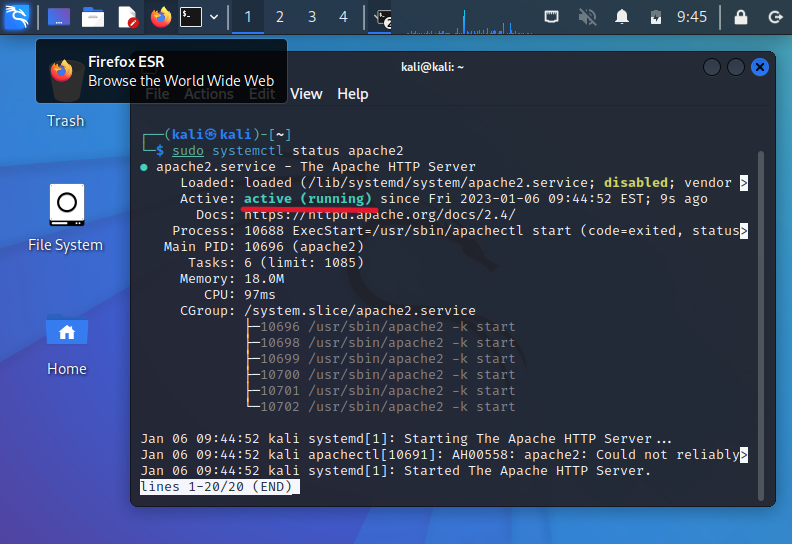 1 2 3 4 2 9:45
Firefox ESR
Browse the World Wide Web
Trash
File System
Home
kali@kali: ~
File Actions Edit View Help
┌──(kali㉿kali)-[~]
└─$ sudo systemctl status apache2
● apache2.service - The Apache HTTP Server
Loaded: loaded (/lib/systemd/system/apache2.service; disabled; vendor >
Active: active (running) since Fri 2023-01-06 09:44:52 EST; 9s ago
Docs: https://httpd.apache.org/docs/2.4/
Process: 10688 ExecStart=/usr/sbin/apachectl start (code=exited, status>
Main PID: 10696 (apache2)
Tasks: 6 (limit: 1085)
Memory: 18.0M
CPU: 97ms
CGroup: /system.slice/apache2.service
├─10696 /usr/sbin/apache2 -k start
├─10698 /usr/sbin/apache2 -k start
├─10699 /usr/sbin/apache2 -k start
├─10700 /usr/sbin/apache2 -k start
├─10701 /usr/sbin/apache2 -k start
└─10702 /usr/sbin/apache2 -k start
Jan 06 09:44:52 kali systemd[1]: Starting The Apache HTTP Server...
Jan 06 09:44:52 kali apachectl[10691]: AH00558: apache2: Could not reliably>
Jan 06 09:44:52 kali systemd[1]: Started The Apache HTTP Server.
lines 1-20/20 (END)